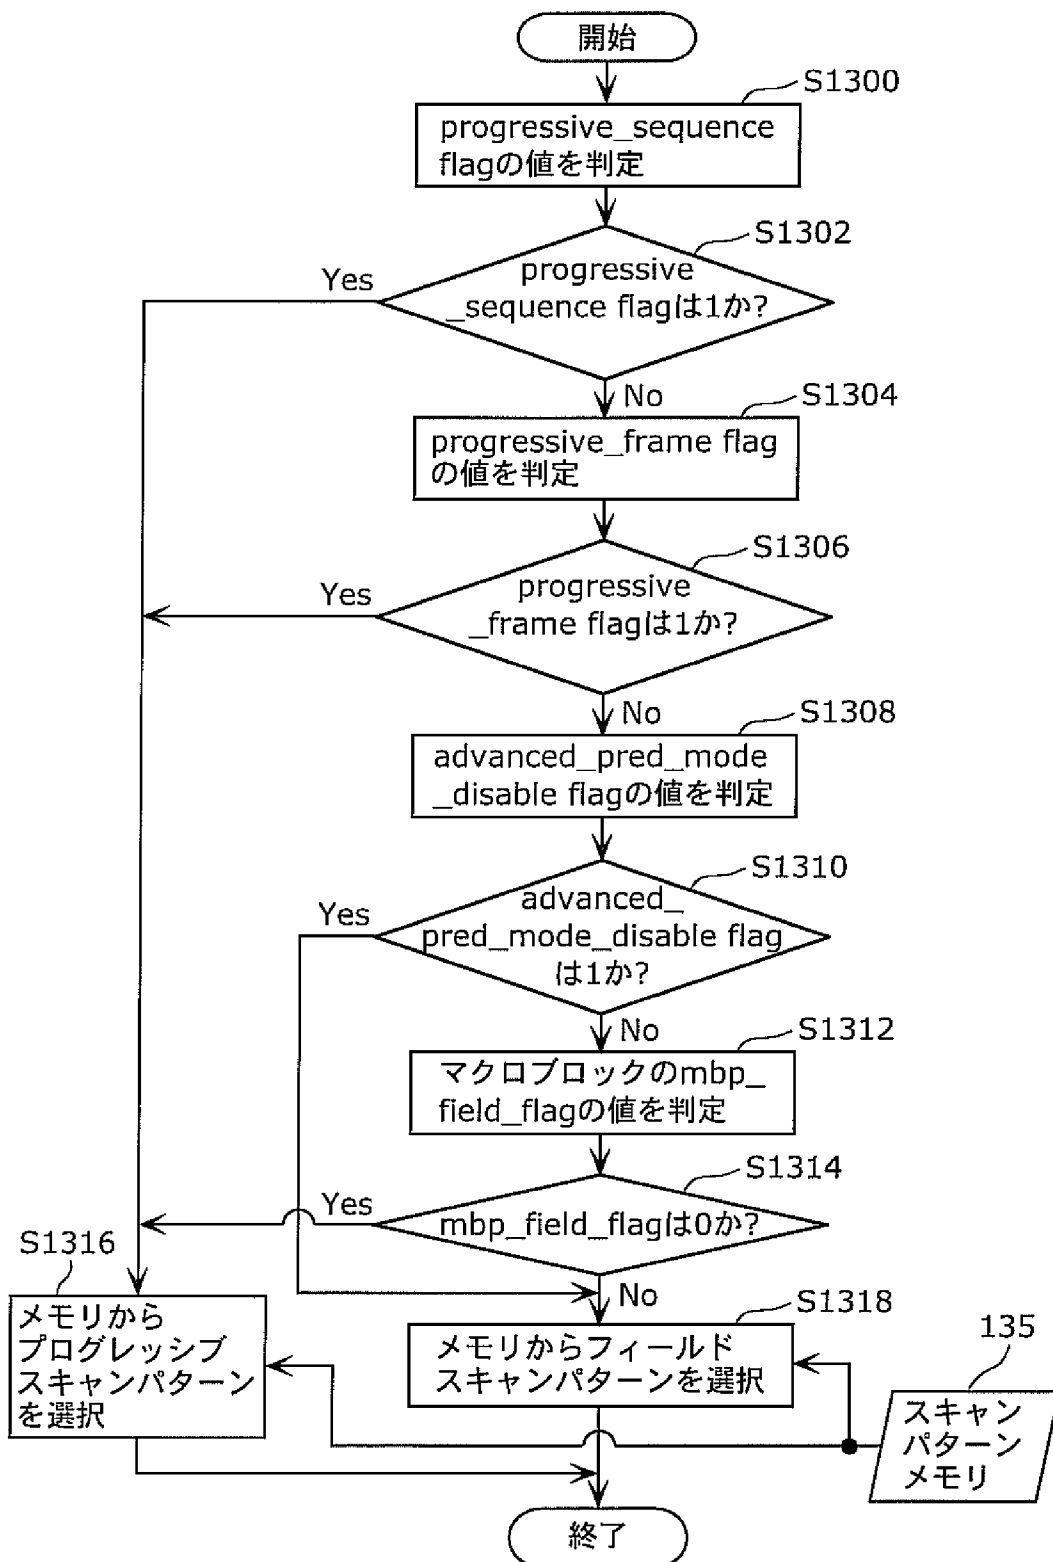 開始
S1300
progressive_sequence
flagの値を判定
S1302
progressive
_sequence flagは1か?
Yes
No
S1304
progressive_frame flag
の値を判定
S1306
progressive
_frame flagは1か?
Yes
No
S1308
advanced_pred_mode
_disable flagの値を判定
S1310
advanced_
pred_mode_disable flag
は1か?
Yes
No
S1312
マクロブロックのmbp_
field_flagの値を判定
S1314
mbp_field_flagは0か?
Yes
No
S1316
メモリから
プログレッシブ
スキャンパターン
を選択
S1318
メモリからフィールド
スキャンパターンを選択
135
スキャン
パターン
メモリ
終了